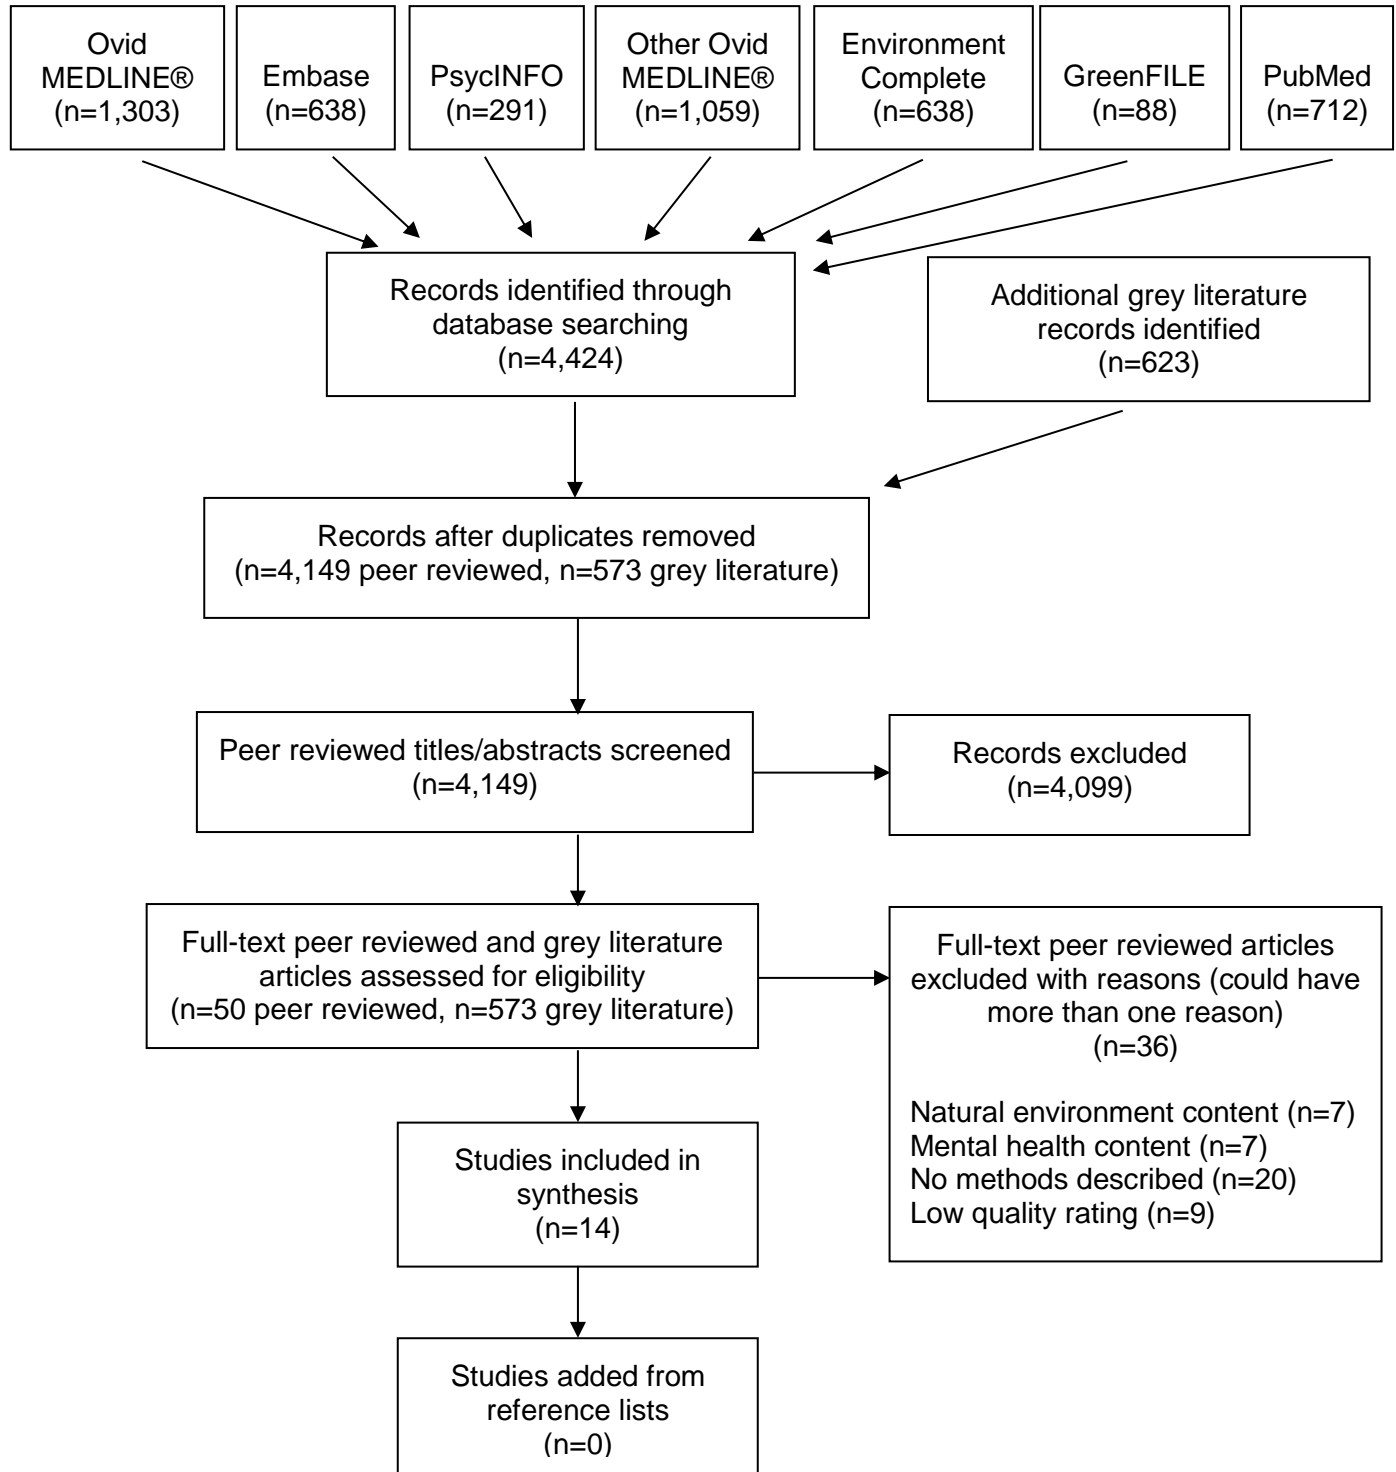 Ovid
MEDLINE®
(n=1,303)
Embase
(n=638)
PsycINFO
(n=291)
Other Ovid
MEDLINE®
(n=1,059)
Environment
Complete
(n=638)
GreenFILE
(n=88)
PubMed
(n=712)
Records identified through
database searching
(n=4,424)
Additional grey literature
records identified
(n=623)
Records after duplicates removed
(n=4,149 peer reviewed, n=573 grey literature)
Peer reviewed titles/abstracts screened
(n=4,149)
Records excluded
(n=4,099)
Full-text peer reviewed and grey literature
articles assessed for eligibility
(n=50 peer reviewed, n=573 grey literature)
Full-text peer reviewed articles
excluded with reasons (could have
more than one reason)
(n=36)
Natural environment content (n=7)
Mental health content (n=7)
No methods described (n=20)
Low quality rating (n=9)
Studies included in
synthesis
(n=14)
Studies added from
reference lists
(n=0)